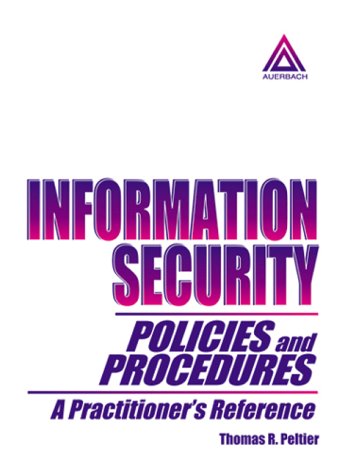 AUERBACH
INFORMATION
SECURITY
POLICIES and
PROCEDURES
A Practitioner's Reference
Thomas R. Peltier